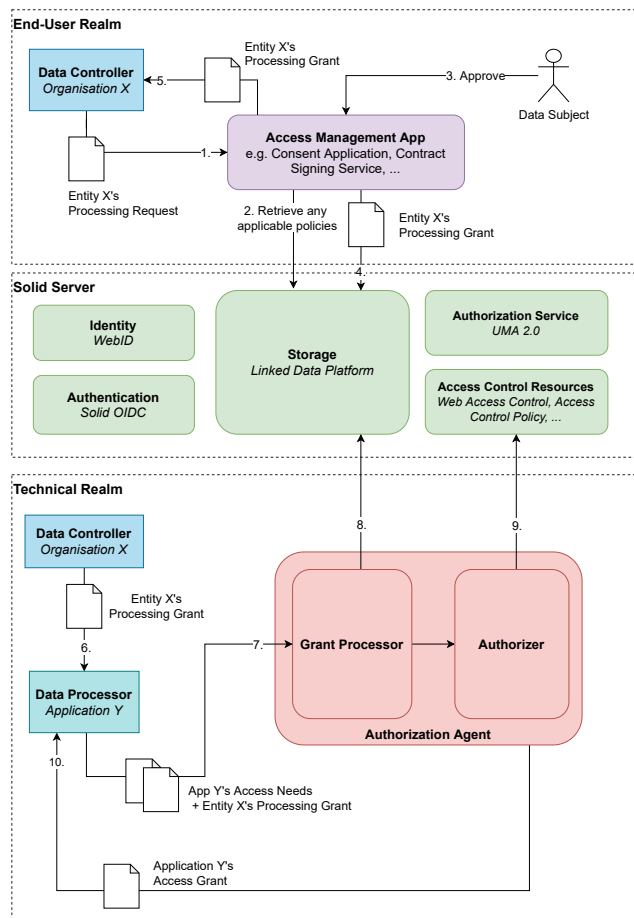 End-User Realm
Data Controller
Organisation X
5.
Entity X's
Processing Grant
3. Approve
Data Subject
Access Management App
e.g. Consent Application, Contract
Signing Service, ...
1.
Entity X's
Processing Request
2. Retrieve any
applicable policies
Entity X's
Processing Grant
4.
Solid Server
Identity
WebID
Authentication
Solid OIDC
Storage
Linked Data Platform
Authorization Service
UMA 2.0
Access Control Resources
Web Access Control, Access
Control Policy, ...
Technical Realm
Data Controller
Organisation X
8.
9.
Entity X's
Processing Grant
6.
Data Processor
Application Y
7.
Grant Processor
Authorizer
Authorization Agent
10.
App Y's Access Needs
+ Entity X's Processing Grant
Application Y's
Access Grant